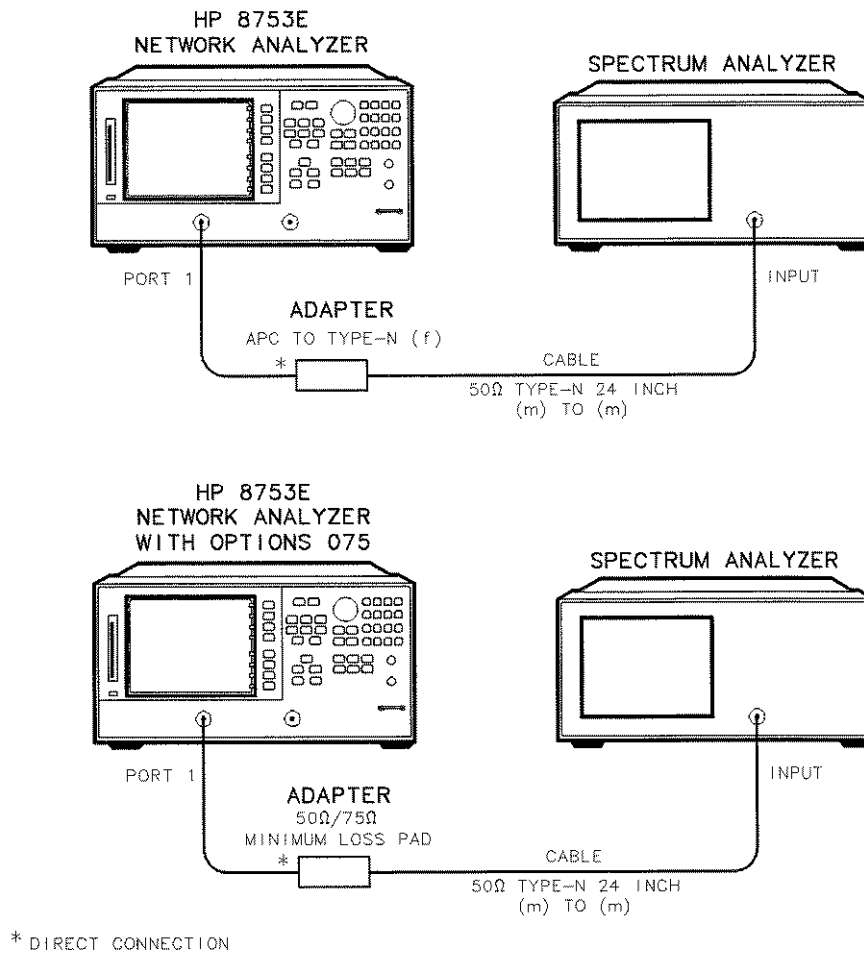 HP 8753E
NETWORK ANALYZER
SPECTRUM ANALYZER
PORT 1
INPUT
ADAPTER
APC TO TYPE-N (f)
*
CABLE
50Ω TYPE-N 24 INCH
(m) TO (m)
HP 8753E
NETWORK ANALYZER
WITH OPTIONS 075
SPECTRUM ANALYZER
PORT 1
INPUT
ADAPTER
50Ω/75Ω
MINIMUM LOSS PAD
*
CABLE
50Ω TYPE-N 24 INCH
(m) TO (m)
* DIRECT CONNECTION